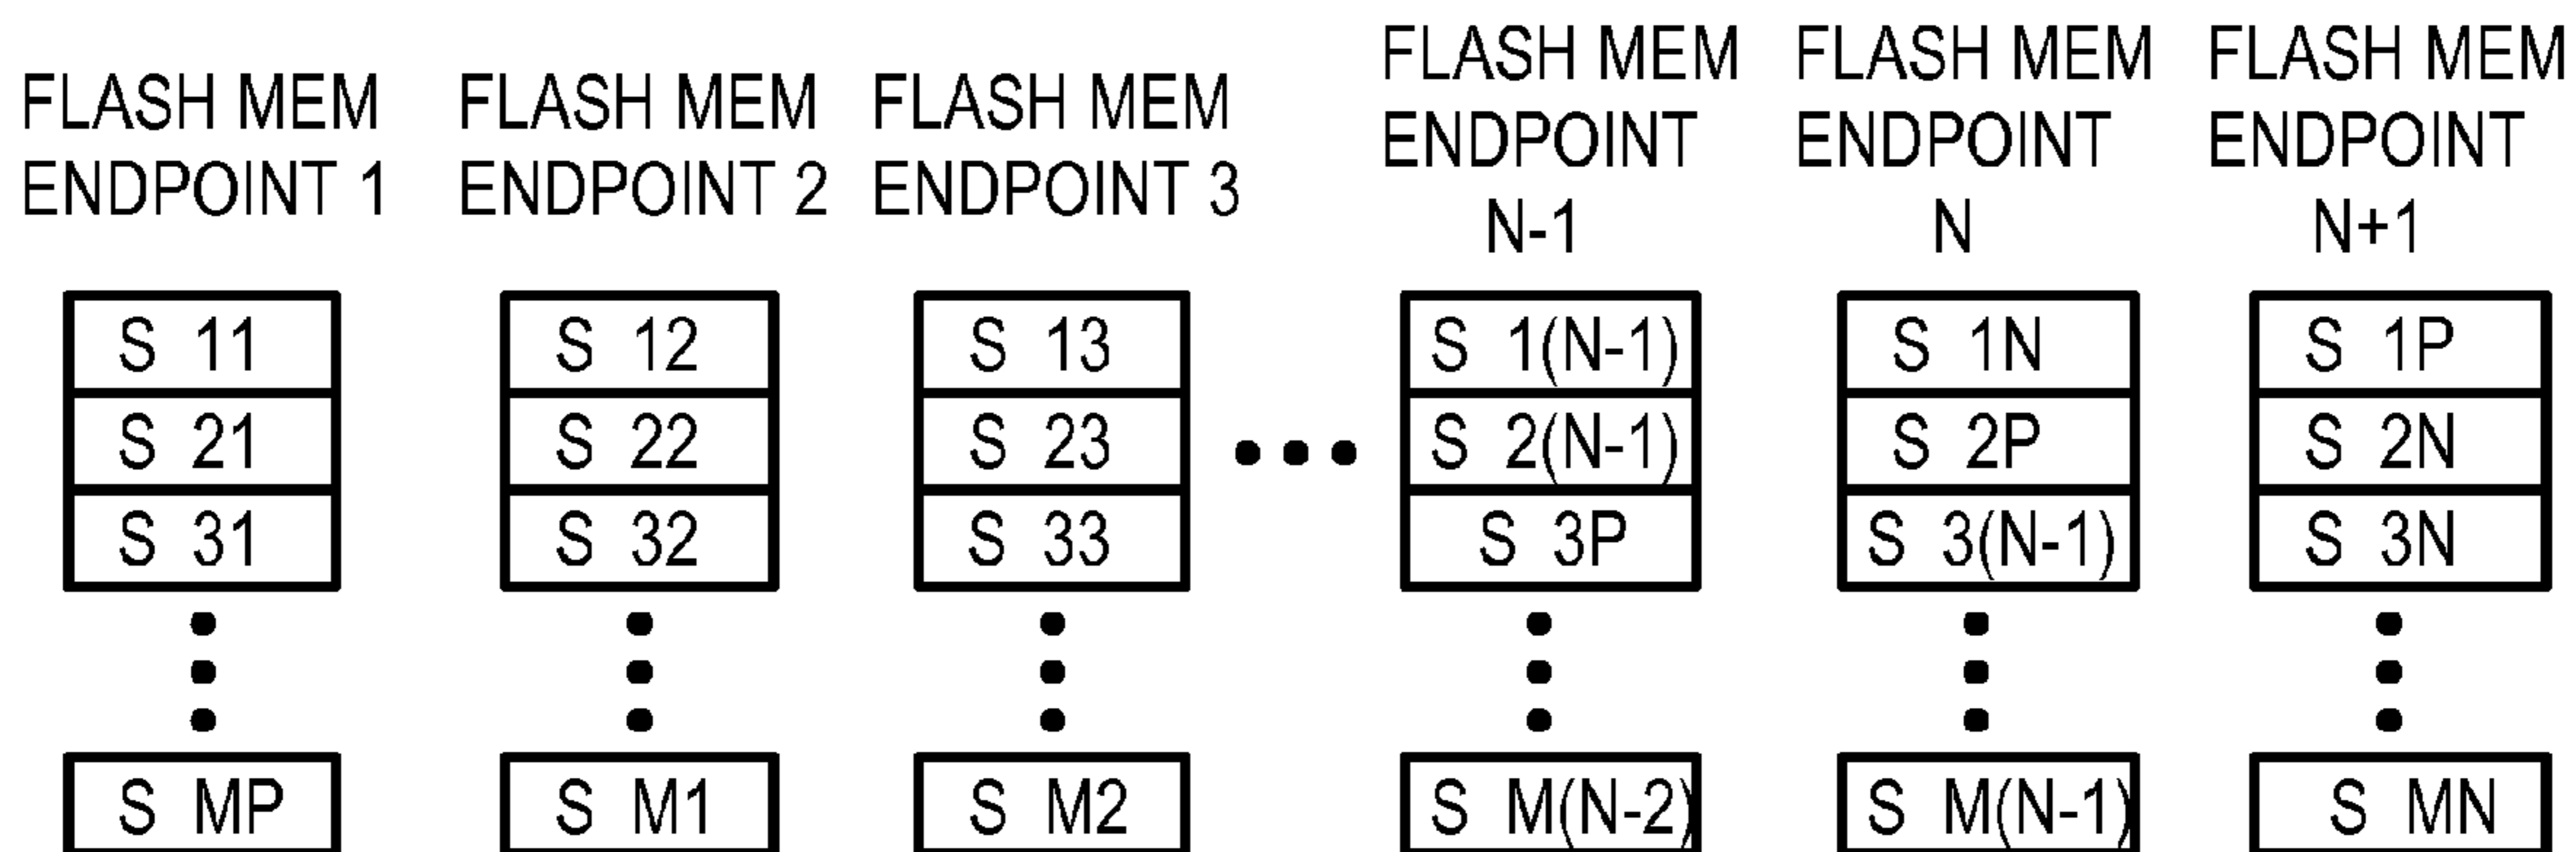 FLASH MEM
ENDPOINT 1
FLASH MEM
ENDPOINT 2
FLASH MEM
ENDPOINT 3
FLASH MEM
ENDPOINT
N-1
FLASH MEM
ENDPOINT
N
FLASH MEM
ENDPOINT
N+1
S 11
S 12
S 13
S 1(N-1)
S 1N
S 1P
S 21
S 22
S 23
S 2(N-1)
S 2P
S 2N
S 31
S 32
S 33
S 3P
S 3(N-1)
S 3N
S MP
S M1
S M2
S M(N-2)
S M(N-1)
S MN